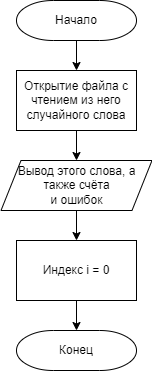 Начало
Открытие файла с
чтением из него
случайного слова
Вывод этого слова, а
также счёта
и ошибок
Индекс i = 0
Конец